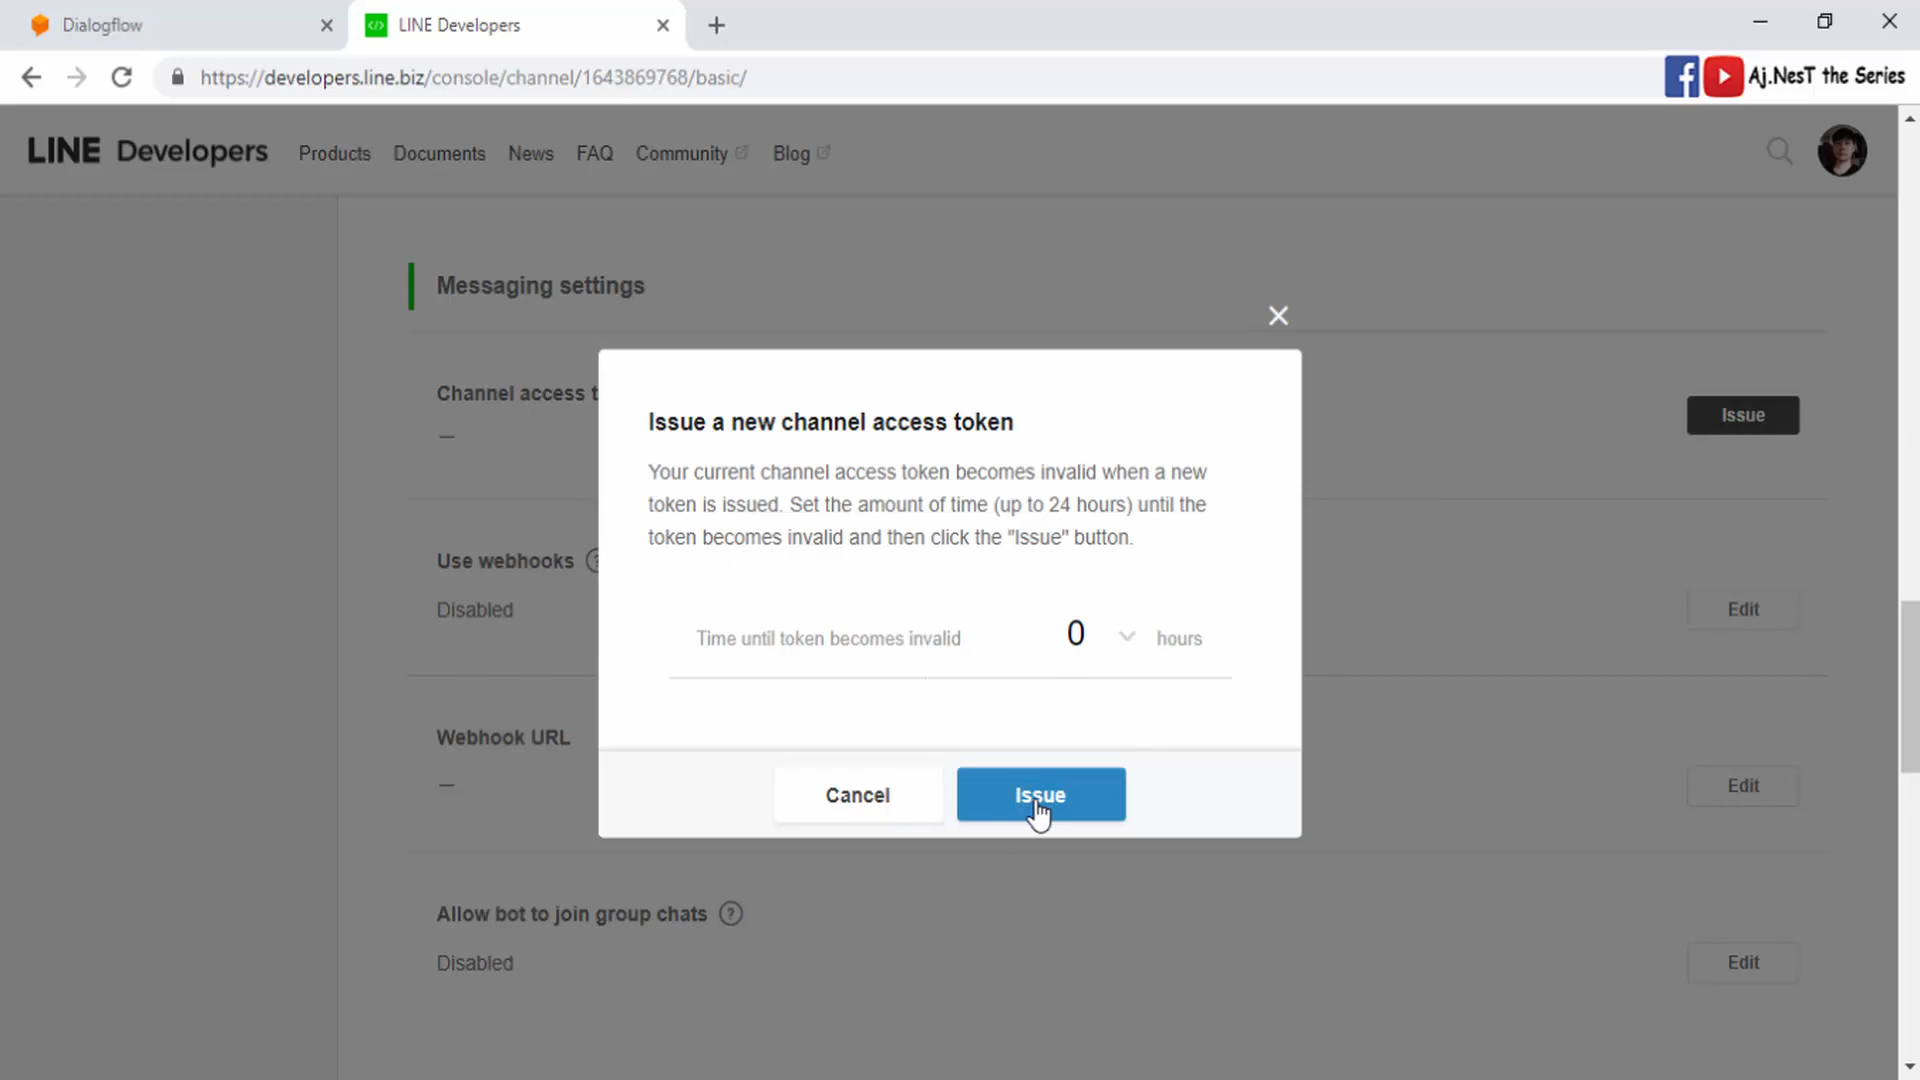 Dialogflow
LINE Developers
https://developers.line.biz/console/channel/1643869768/basic/
Aj.NesT the Series
LINE Developers
Products
Documents
News
FAQ
Community
Blog
Messaging settings
Channel access t
Issue
Issue a new channel access token
Your current channel access token becomes invalid when a new
token is issued. Set the amount of time (up to 24 hours) until the
token becomes invalid and then click the "Issue" button.
Use webhooks
Disabled
Edit
Time until token becomes invalid
0
hours
Webhook URL
Edit
Cancel
Issue
Allow bot to join group chats ?
Disabled
Edit